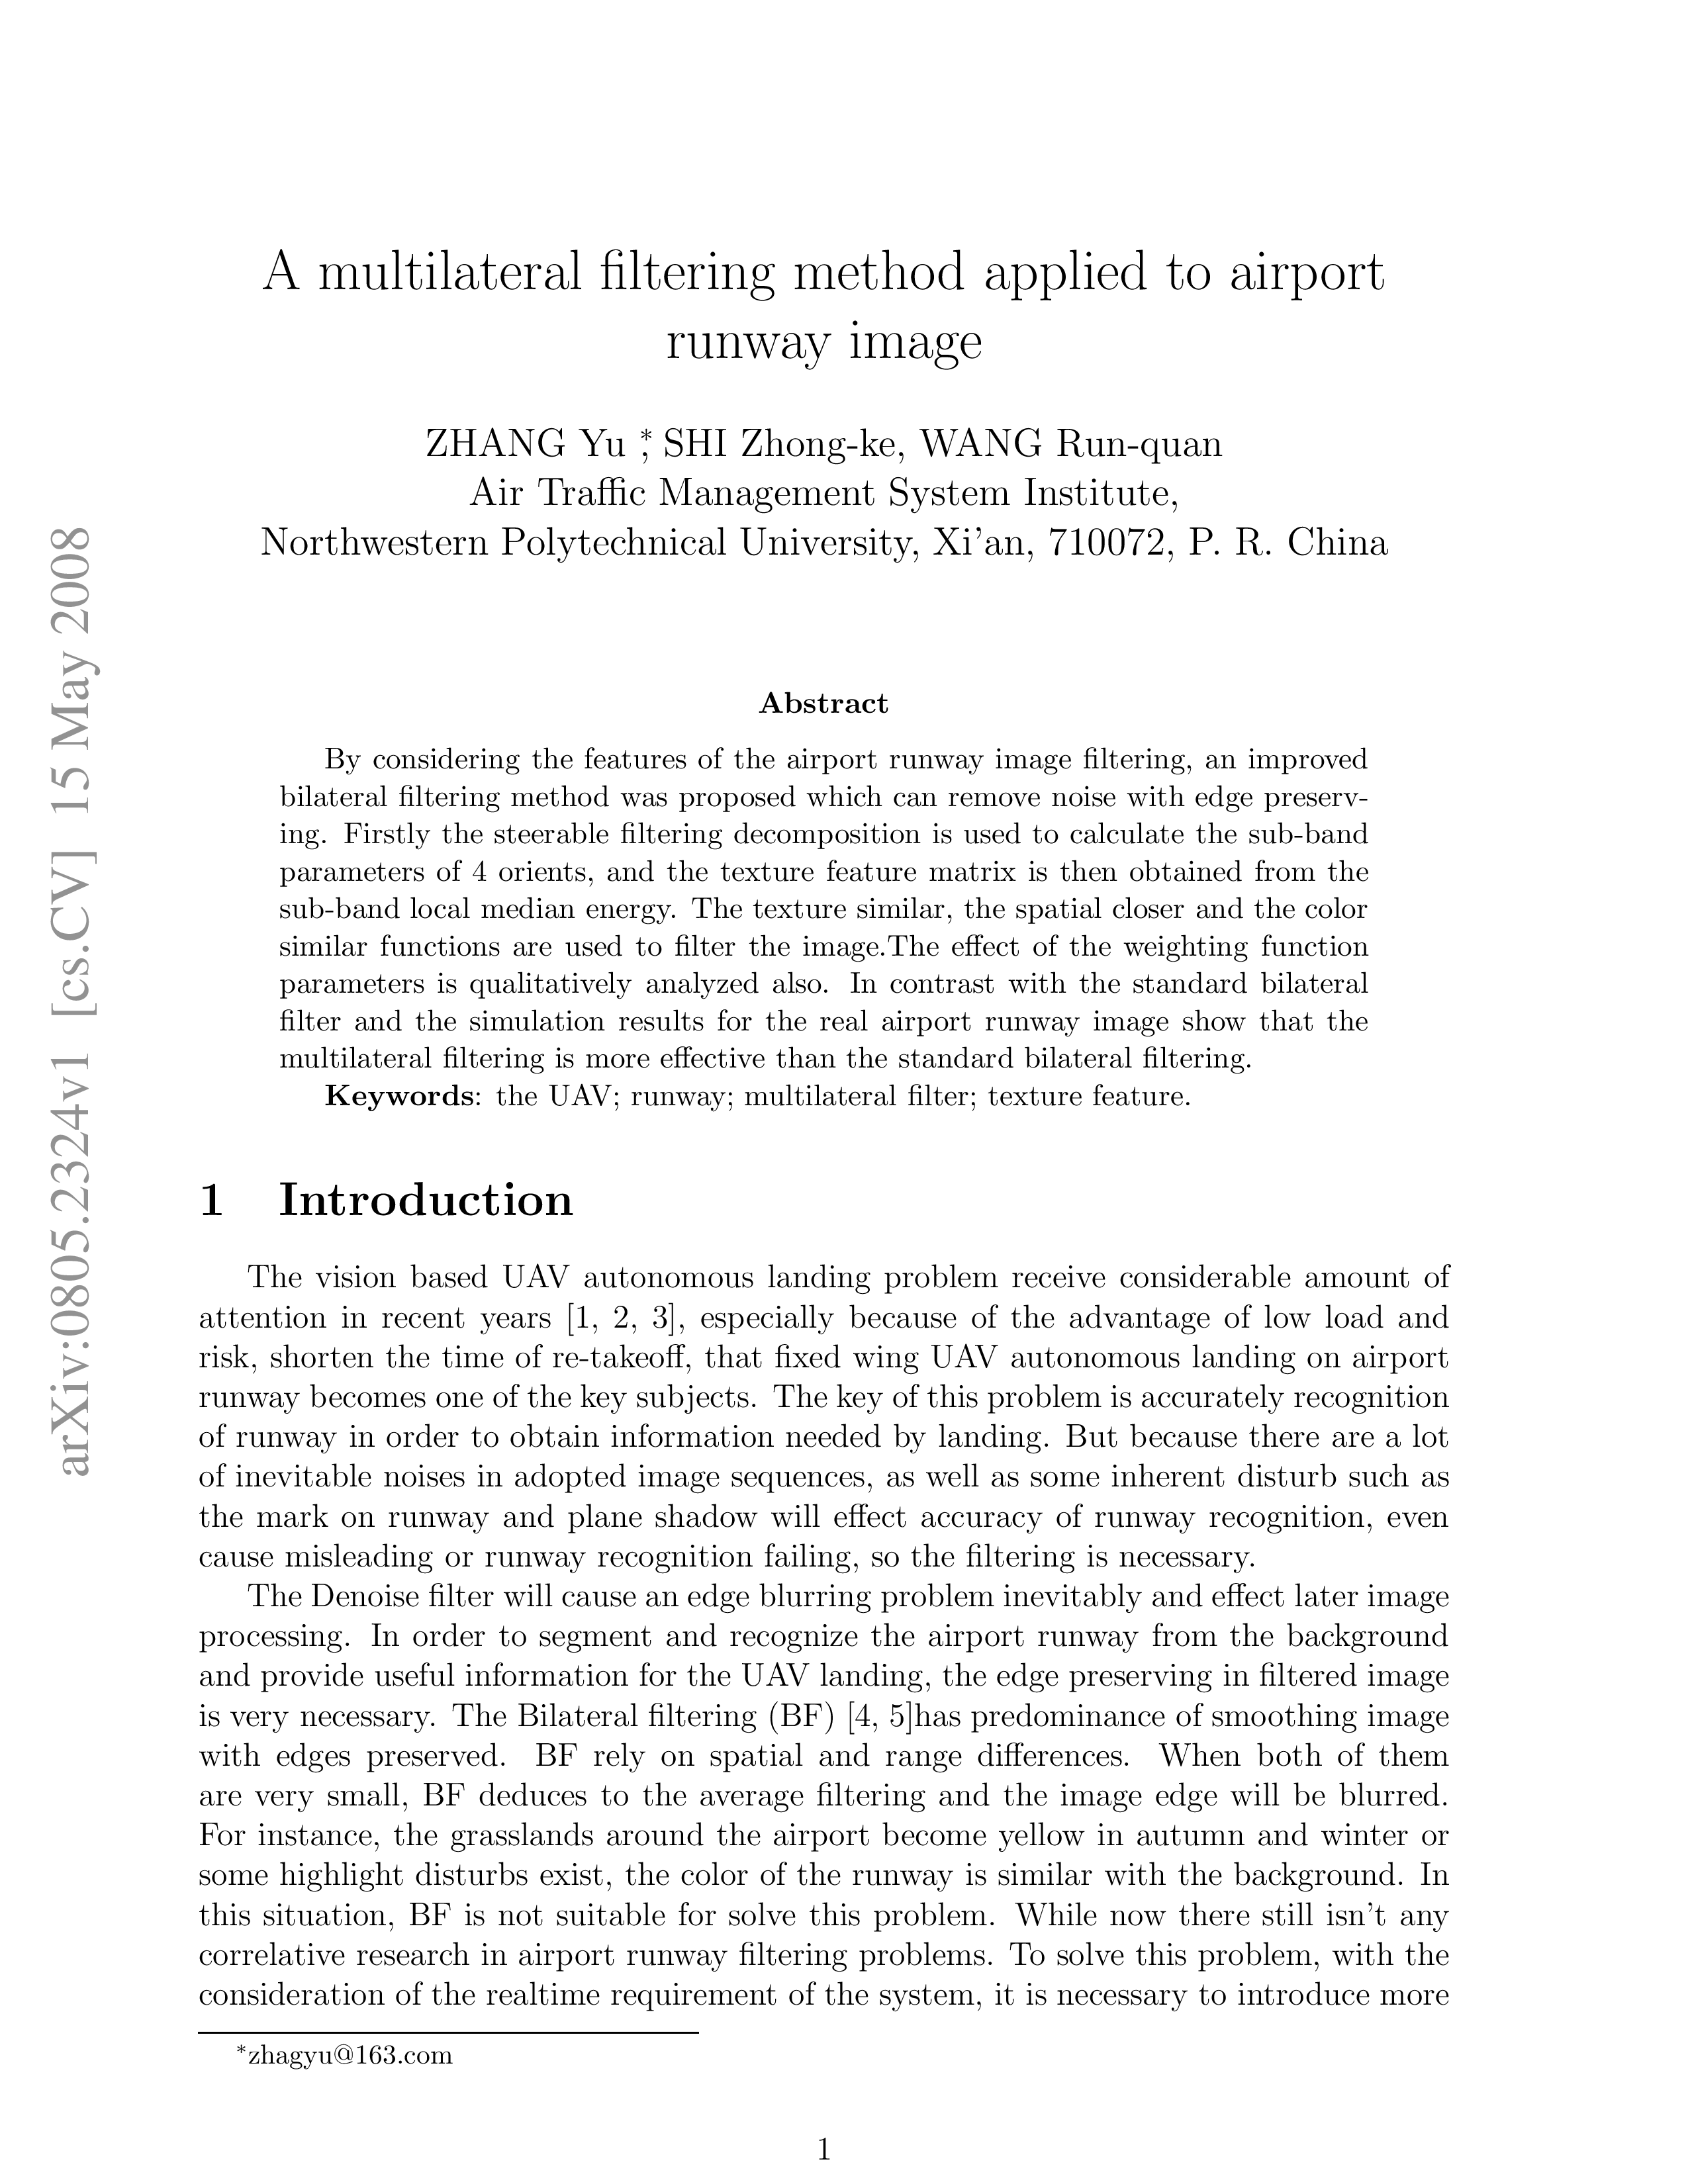 A multilateral filtering method applied to airport
runway image
ZHANG Yu *, SHI Zhong-ke, WANG Run-quan
Air Traffic Management System Institute,
Northwestern Polytechnical University, Xi'an, 710072, P. R. China
arXiv:0805.2324v1 [cs.CV] 15 May 2008
Abstract
By considering the features of the airport runway image filtering, an improved
bilateral filtering method was proposed which can remove noise with edge preserv-
ing. Firstly the steerable filtering decomposition is used to calculate the sub-band
parameters of 4 orients, and the texture feature matrix is then obtained from the
sub-band local median energy. The texture similar, the spatial closer and the color
similar functions are used to filter the image.The effect of the weighting function
parameters is qualitatively analyzed also. In contrast with the standard bilateral
filter and the simulation results for the real airport runway image show that the
multilateral filtering is more effective than the standard bilateral filtering.
Keywords: the UAV; runway; multilateral filter; texture feature.
1 Introduction
The vision based UAV autonomous landing problem receive considerable amount of
attention in recent years [1, 2, 3], especially because of the advantage of low load and
risk, shorten the time of re-takeoff, that fixed wing UAV autonomous landing on airport
runway becomes one of the key subjects. The key of this problem is accurately recognition
of runway in order to obtain information needed by landing. But because there are a lot
of inevitable noises in adopted image sequences, as well as some inherent disturb such as
the mark on runway and plane shadow will effect accuracy of runway recognition, even
cause misleading or runway recognition failing, so the filtering is necessary.
The Denoise filter will cause an edge blurring problem inevitably and effect later image
processing. In order to segment and recognize the airport runway from the background
and provide useful information for the UAV landing, the edge preserving in filtered image
is very necessary. The Bilateral filtering (BF) [4, 5]has predominance of smoothing image
with edges preserved. BF rely on spatial and range differences. When both of them
are very small, BF deduces to the average filtering and the image edge will be blurred.
For instance, the grasslands around the airport become yellow in autumn and winter or
some highlight disturbs exist, the color of the runway is similar with the background. In
this situation, BF is not suitable for solve this problem. While now there still isn't any
correlative research in airport runway filtering problems. To solve this problem, with the
consideration of the realtime requirement of the system, it is necessary to introduce more
*zhagyu@163.com
1